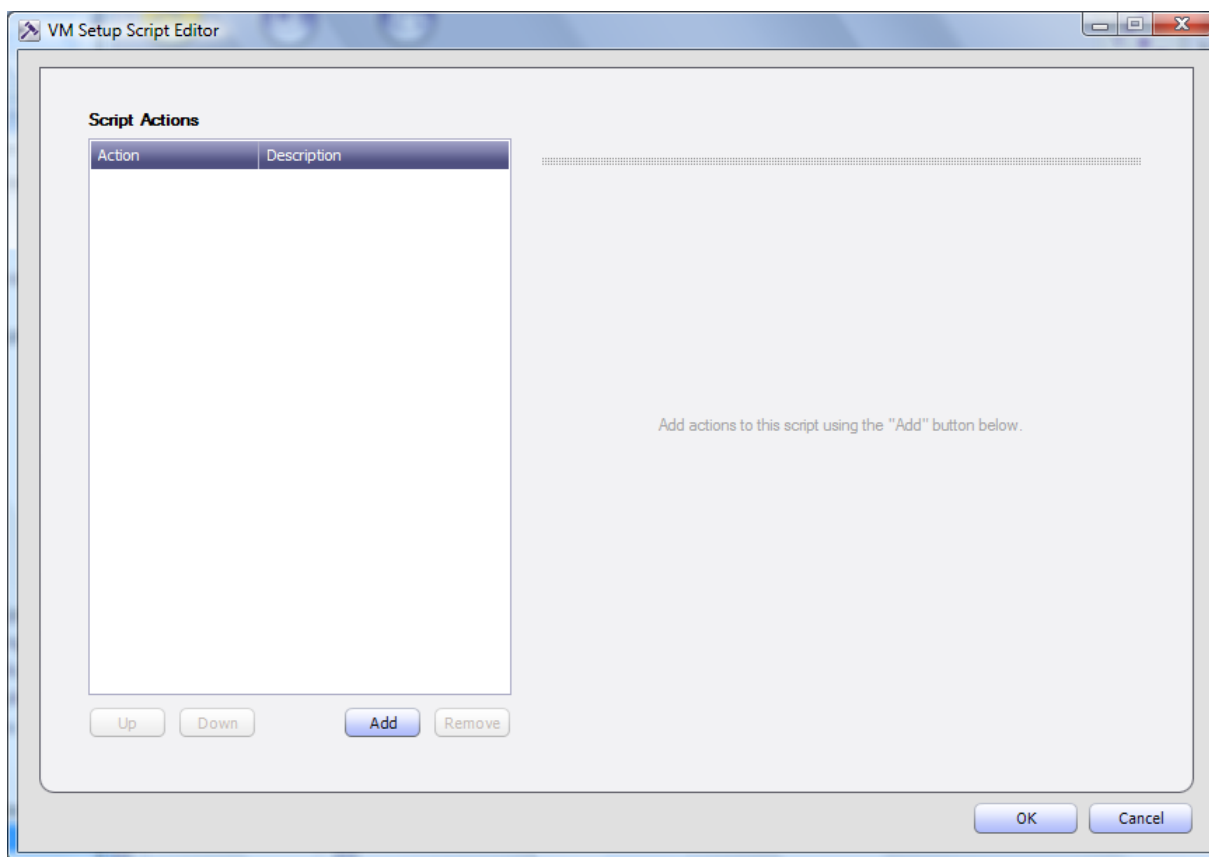 VM Setup Script Editor
Script Actions
Action Description
Add actions to this script using the "Add" button below.
Up Down Add Remove
OK Cancel